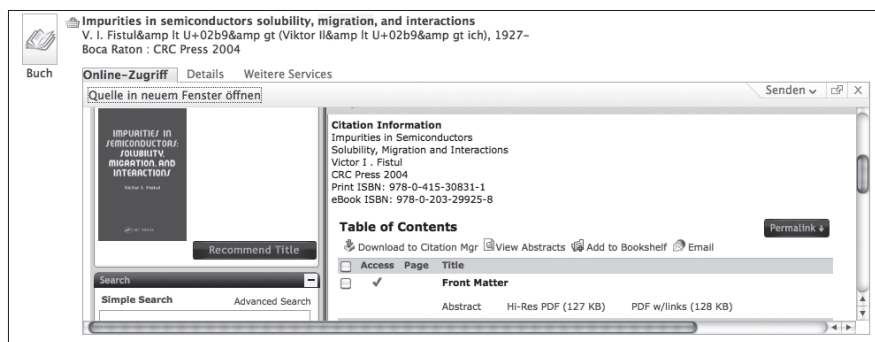 Impurities in semiconductors solubility, migration, and interactions
V. I. Fistul&amp lt U+02b9&amp gt (Viktor Il&amp lt U+02b9&amp gt ich), 1927-
Boca Raton : CRC Press 2004
Buch
Online-Zugriff Details Weitere Services
Quelle in neuem Fenster öffnen
Senden
X
IMPURITIES IN
SEMICONDUCTORS:
SOLUBILITY,
MIGRATION, AND
INTERACTIONS
Victor I. Fistul
CRC PRESS
Recommend Title
Search
Simple Search Advanced Search
Citation Information
Impurities in Semiconductors
Solubility, Migration and Interactions
Victor I . Fistul
CRC Press 2004
Print ISBN: 978-0-415-30831-1
eBook ISBN: 978-0-203-29925-8
Table of Contents
Permalink
Download to Citation Mgr View Abstracts Add to Bookshelf Email
Access Page Title
Front Matter
Abstract Hi-Res PDF (127 KB) PDF w/links (128 KB)